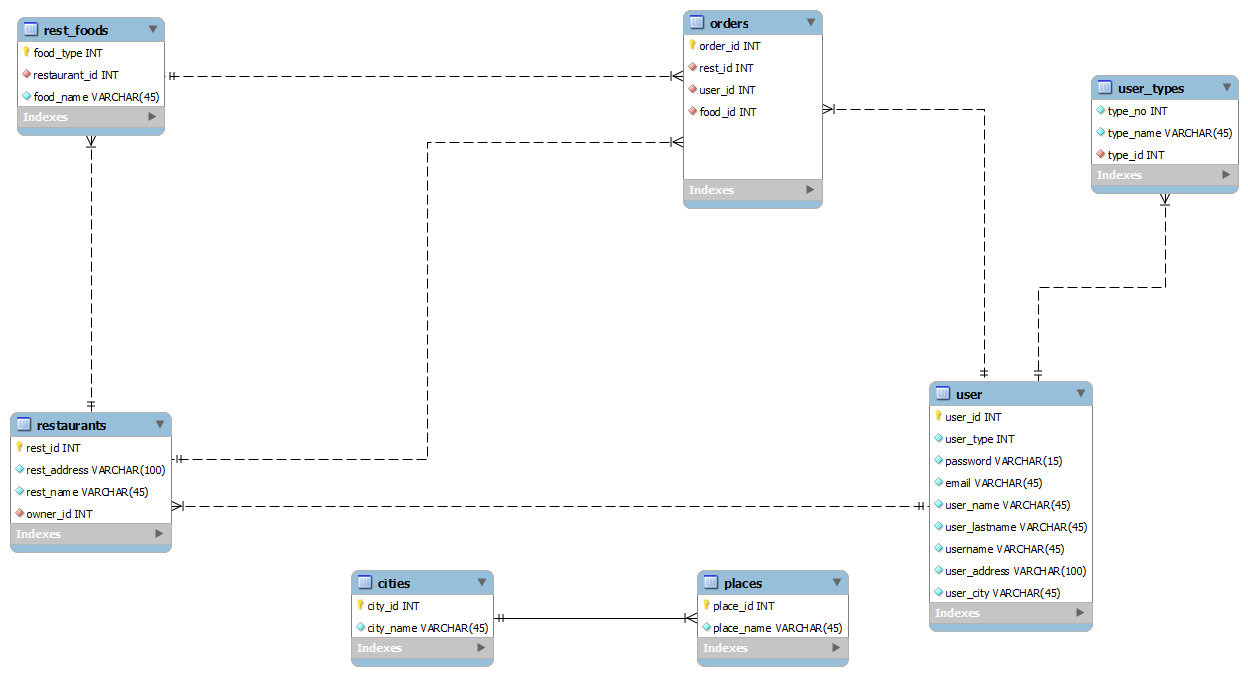 rest_foods
food_type INT
restaurant_id INT
food_name VARCHAR(45)
Indexes
orders
order_id INT
rest_id INT
user_id INT
food_id INT
Indexes
user_types
type_no INT
type_name VARCHAR(45)
type_id INT
Indexes
restaurants
rest_id INT
rest_address VARCHAR(100)
rest_name VARCHAR(45)
owner_id INT
Indexes
user
user_id INT
user_type INT
password VARCHAR(15)
email VARCHAR(45)
user_name VARCHAR(45)
user_lastname VARCHAR(45)
username VARCHAR(45)
user_address VARCHAR(100)
user_city VARCHAR(45)
Indexes
cities
city_id INT
city_name VARCHAR(45)
Indexes
places
place_id INT
place_name VARCHAR(45)
Indexes